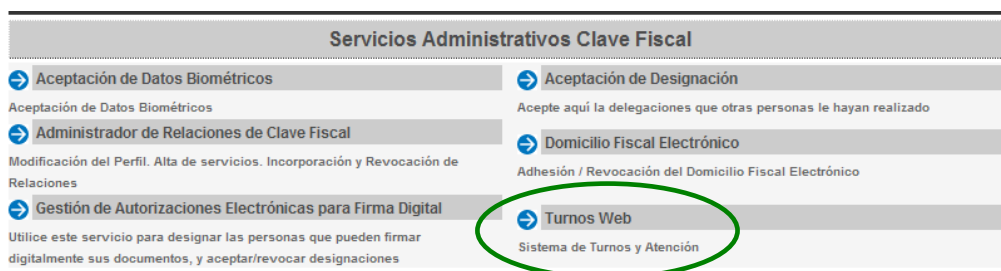 Servicios Administrativos Clave Fiscal
Aceptación de Datos Biométricos
Aceptación de Datos Biométricos
Administrador de Relaciones de Clave Fiscal
Modificación del Perfil. Alta de servicios. Incorporación y Revocación de
Relaciones
Gestión de Autorizaciones Electrónicas para Firma Digital
Utilice este servicio para designar las personas que pueden firmar
digitalmente sus documentos, y aceptar/revocar designaciones
Aceptación de Designación
Acepte aquí la delegaciones que otras personas le hayan realizado
Domicilio Fiscal Electrónico
Adhesión / Revocación del Domicilio Fiscal Electrónico
Turnos Web
Sistema de Turnos y Atención